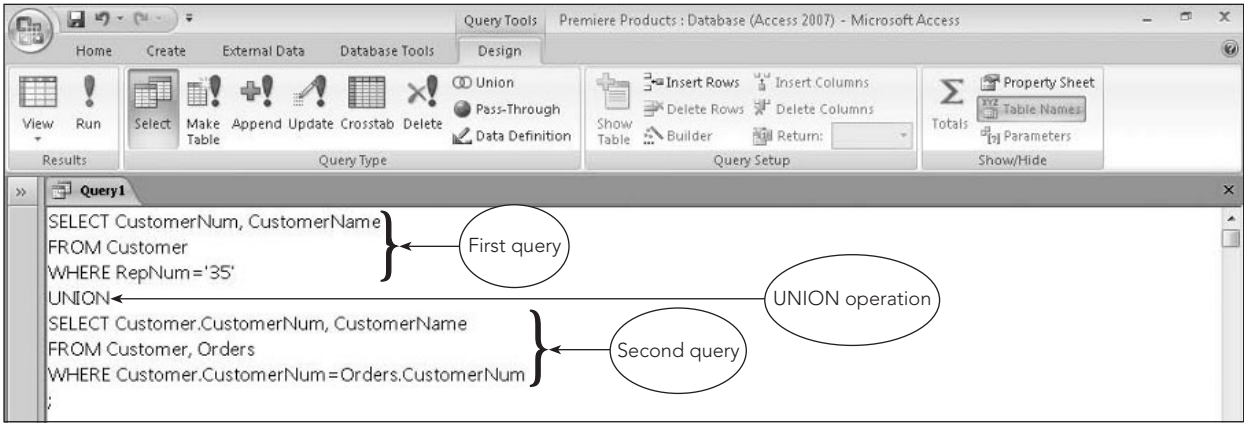 Query Tools Premiere Products : Database (Access 2007) - Microsoft Access
Home Create External Data Database Tools Design
View Run
Results
Select Make Table Append Update Crosstab Delete
Union
Pass-Through
Data Definition
Query Type
Show Table
Insert Rows
Delete Rows
Builder
Insert Columns
Delete Columns
Return:
Query Setup
Totals
Property Sheet
XYZ Table Names
[?] Parameters
Show/Hide
» Query1 x
SELECT CustomerNum, CustomerName
FROM Customer
WHERE RepNum='35'
First query
UNION
UNION operation
SELECT Customer.CustomerNum, CustomerName
FROM Customer, Orders
WHERE Customer.CustomerNum=Orders.CustomerNum
;
Second query